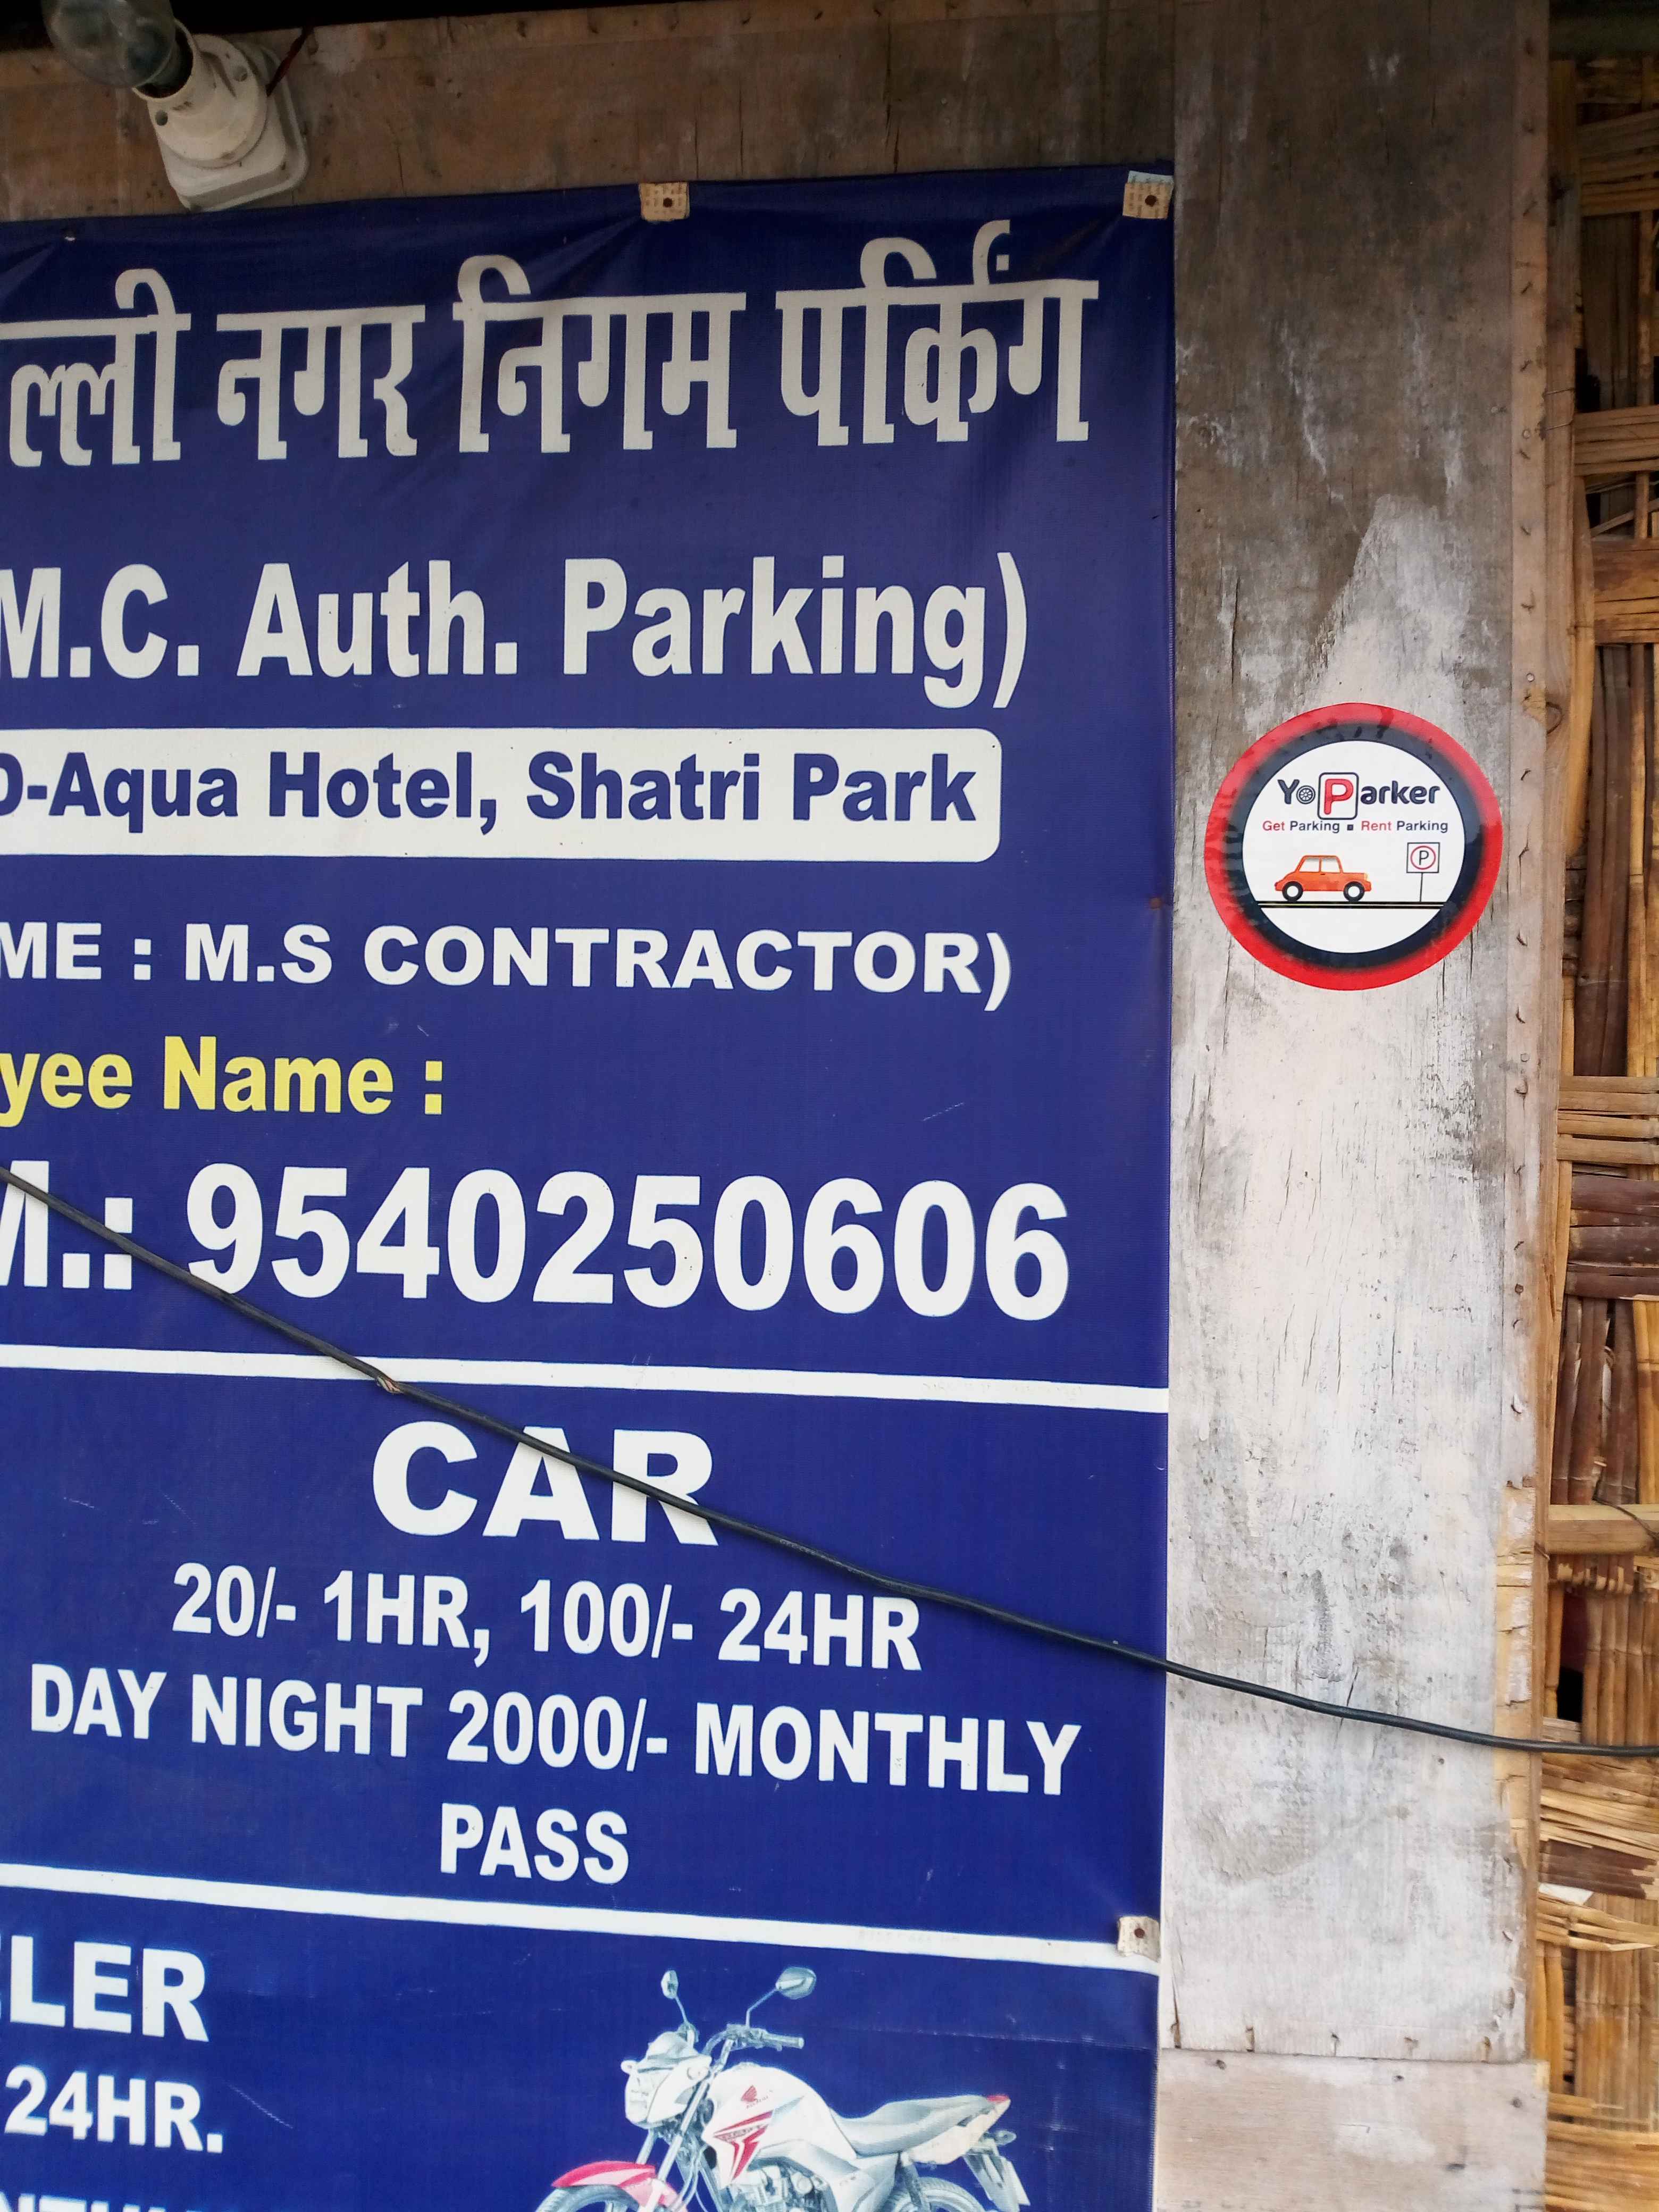 ल्ली नगर निगम पर्किंग
M.C. Auth. Parking)
D-Aqua Hotel, Shatri Park
ME : M.S CONTRACTOR)
yee Name :
M.: 9540250606
CAR
20/- 1HR, 100/- 24HR
DAY NIGHT 2000/- MONTHLY
PASS
LER
24HR.
YoParker
Get Parking ▪ Rent Parking
P